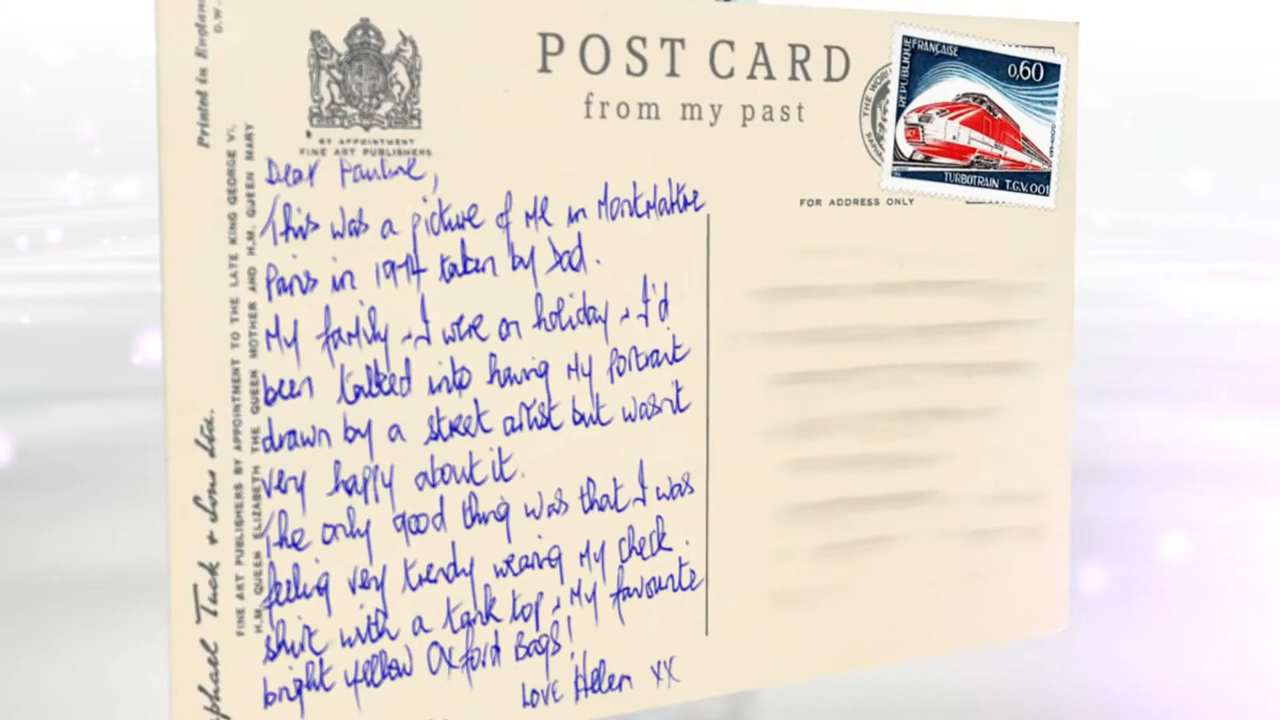 POST CARD
from my past
BY APPOINTMENT
FINE ART PUBLISHERS
Printed in England
Raphael Tuck & Sons Ltd.
FINE ART PUBLISHERS BY APPOINTMENT TO THE LATE KING GEORGE VI,
H.M. QUEEN ELIZABETH THE QUEEN MOTHER AND H.M. QUEEN MARY
Dear Pauline,
This was a picture of me in Montmatre
Paris in 1974 taken by Dad.
My family & I were on holiday & I'd
been talked into having my portrait
drawn by a street artist but wasn't
very happy about it.
The only good thing was that I was
feeling very trendy wearing my check
shirt with a tank top & my favourite
bright yellow Oxford Bags!
Love Helen xx
REPUBLIQUE FRANÇAISE
0,60
TURBOTRAIN T.G.V. 001
THE WORLD
RAPHA
FOR ADDRESS ONLY